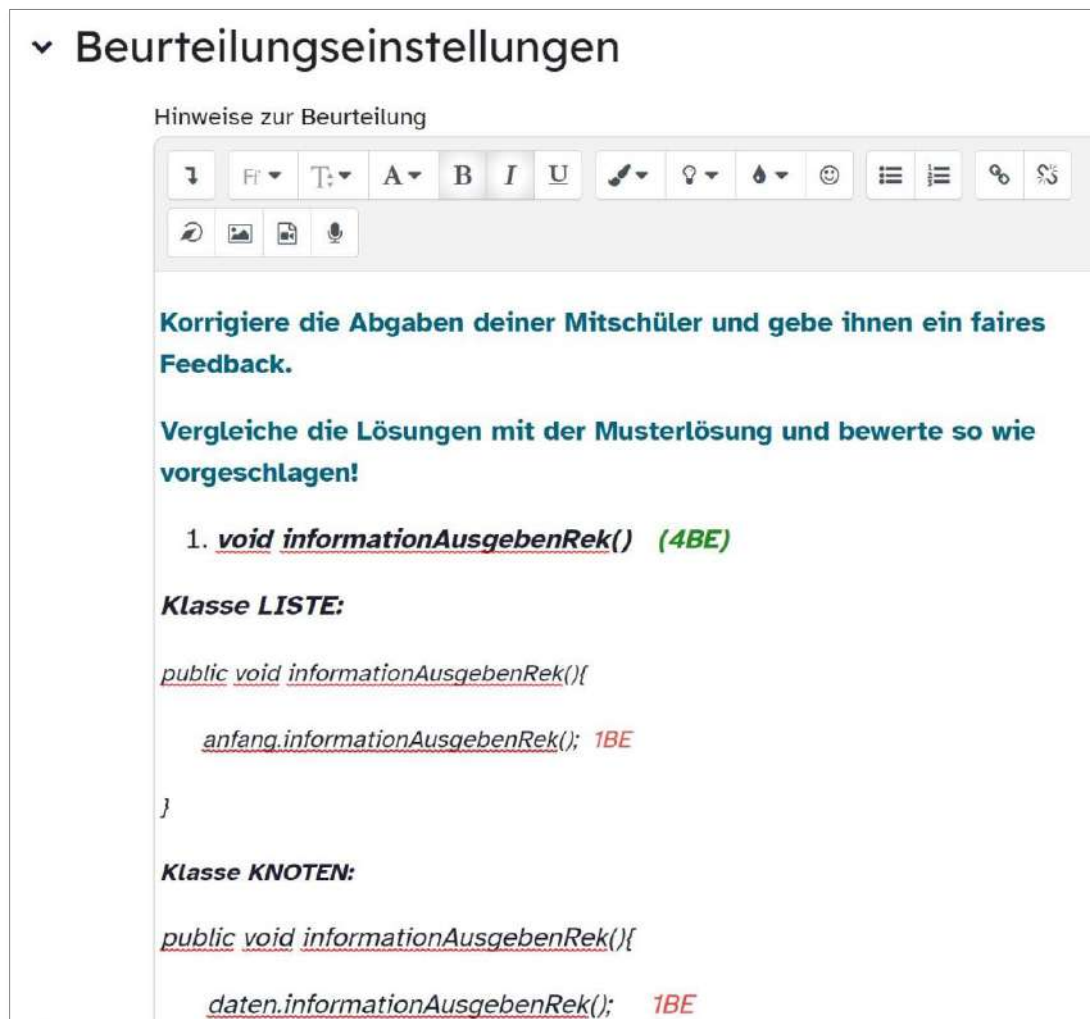 Beurteilungseinstellungen
Hinweise zur Beurteilung
Korrigiere die Abgaben deiner Mitschüler und gebe ihnen ein faires
Feedback.
Vergleiche die Lösungen mit der Musterlösung und bewerte so wie
vorgeschlagen!
1. void informationAusgebenRek() (4BE)
Klasse LISTE:
public void informationAusgebenRek(){
anfang.informationAusgebenRek(); 1BE
}
Klasse KNOTEN:
public void informationAusgebenRek(){
daten.informationAusgebenRek(); 1BE